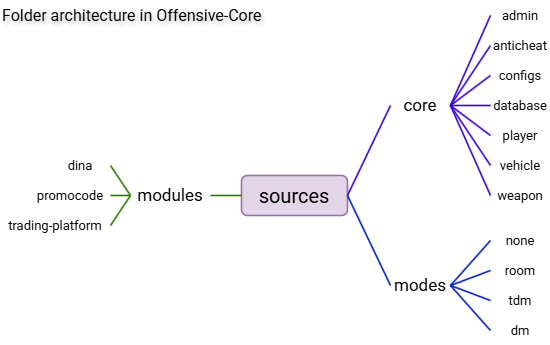 Folder architecture in Offensive-Core
admin
anticheat
configs
core
database
player
vehicle
weapon
dina
promocode
modules
trading-platform
sources
none
room
modes
tdm
dm